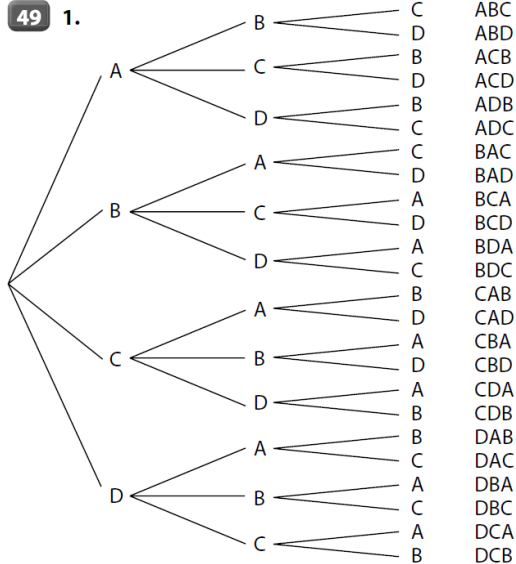 49 1.
C ABC
B
D ABD
B ACB
A C
D ACD
B ADB
D
C ADC
C BAC
A
D BAD
A BCA
B C
D BCD
A BDA
D
C BDC
B CAB
A
D CAD
A CBA
C B
D CBD
A CDA
D
B CDB
B DAB
A
C DAC
A DBA
D B
C DBC
A DCA
C
B DCB